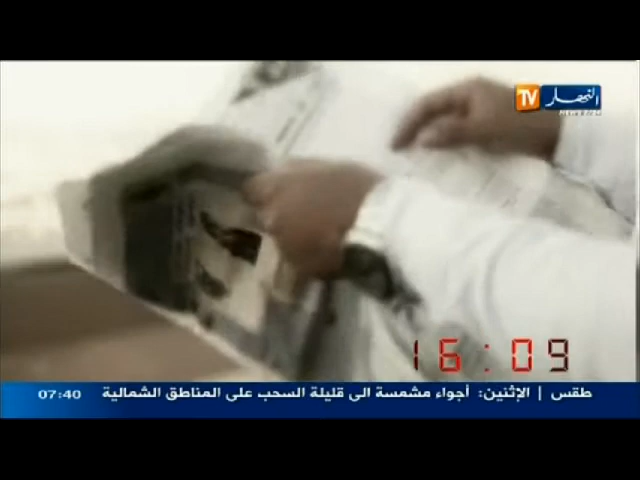 TV النهار
16:09
طقس | الإثنين: أجواء مشمسة الى قليلة السحب على المناطق الشمالية
07:40